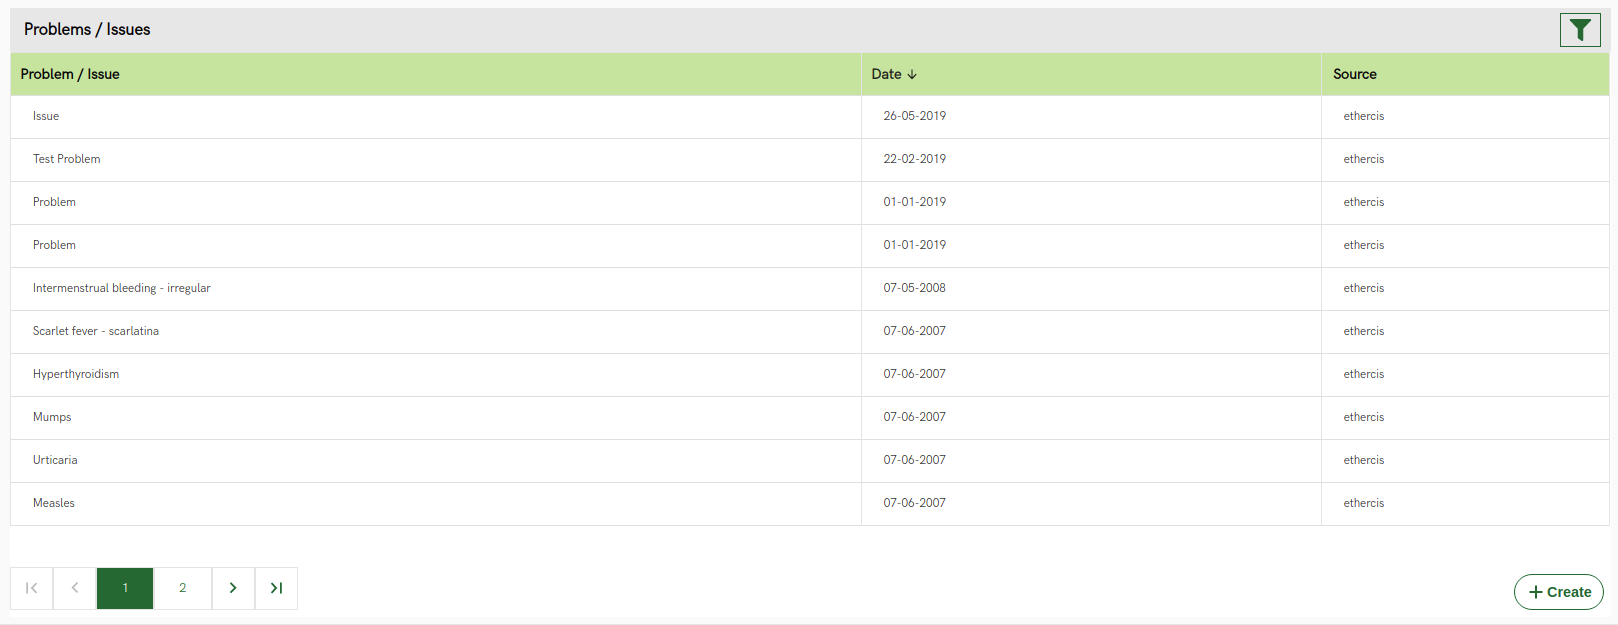 Problems / Issues
Problem / Issue Date ↓ Source
Issue 26-05-2019 ethercis
Test Problem 22-02-2019 ethercis
Problem 01-01-2019 ethercis
Problem 01-01-2019 ethercis
Intermenstrual bleeding - irregular 07-05-2008 ethercis
Scarlet fever - scarlatina 07-06-2007 ethercis
Hyperthyroidism 07-06-2007 ethercis
Mumps 07-06-2007 ethercis
Urticaria 07-06-2007 ethercis
Measles 07-06-2007 ethercis
1 2
+ Create